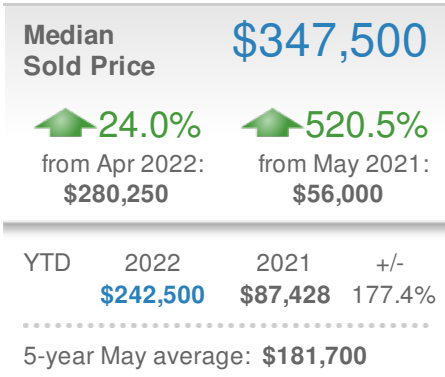 Median $347,500
Sold Price
24.0% 520.5%
from Apr 2022: from May 2021:
$280,250 $56,000
YTD 2022 2021 +/-
$242,500 $87,428 177.4%
5-year May average: $181,700